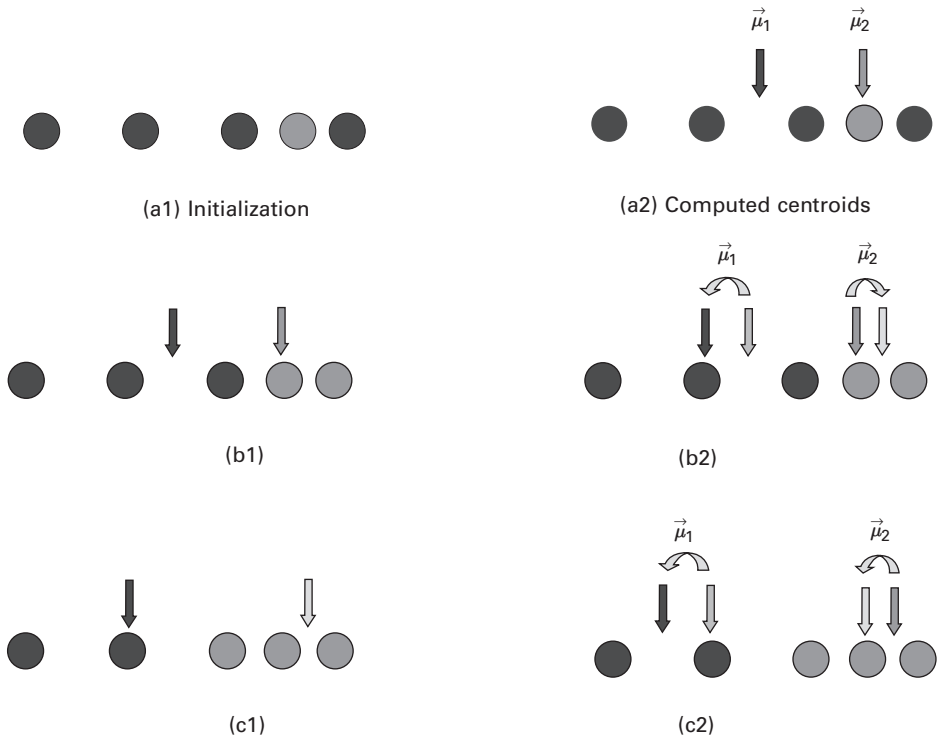 μ⃗1 μ⃗2
(a1) Initialization
(a2) Computed centroids
μ⃗1 μ⃗2
(b1)
(b2)
μ⃗1 μ⃗2
(c1)
(c2)